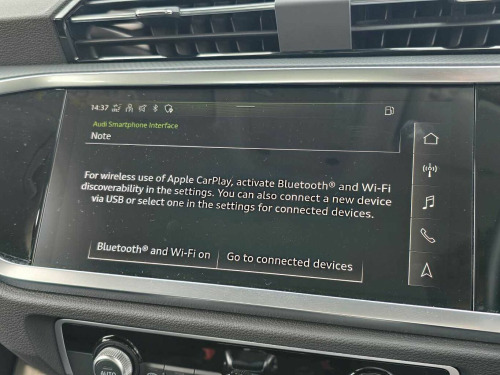 14:37
Audi Smartphone Interface
Note
For wireless use of Apple CarPlay, activate Bluetooth® and Wi-Fi
discoverability in the settings. You can also connect a new device
via USB or select one in the settings for connected devices.
Bluetooth® and Wi-Fi on
Go to connected devices
AUTO